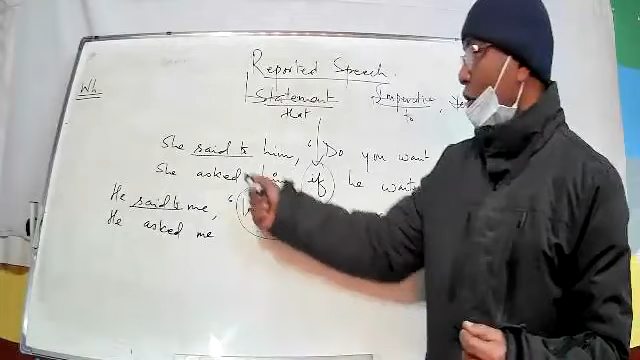 Wh.
Reported Speech.
Statement Imperative,
that to
She said to him, " Do you want
She asked him if he
He said to me, "
He asked me